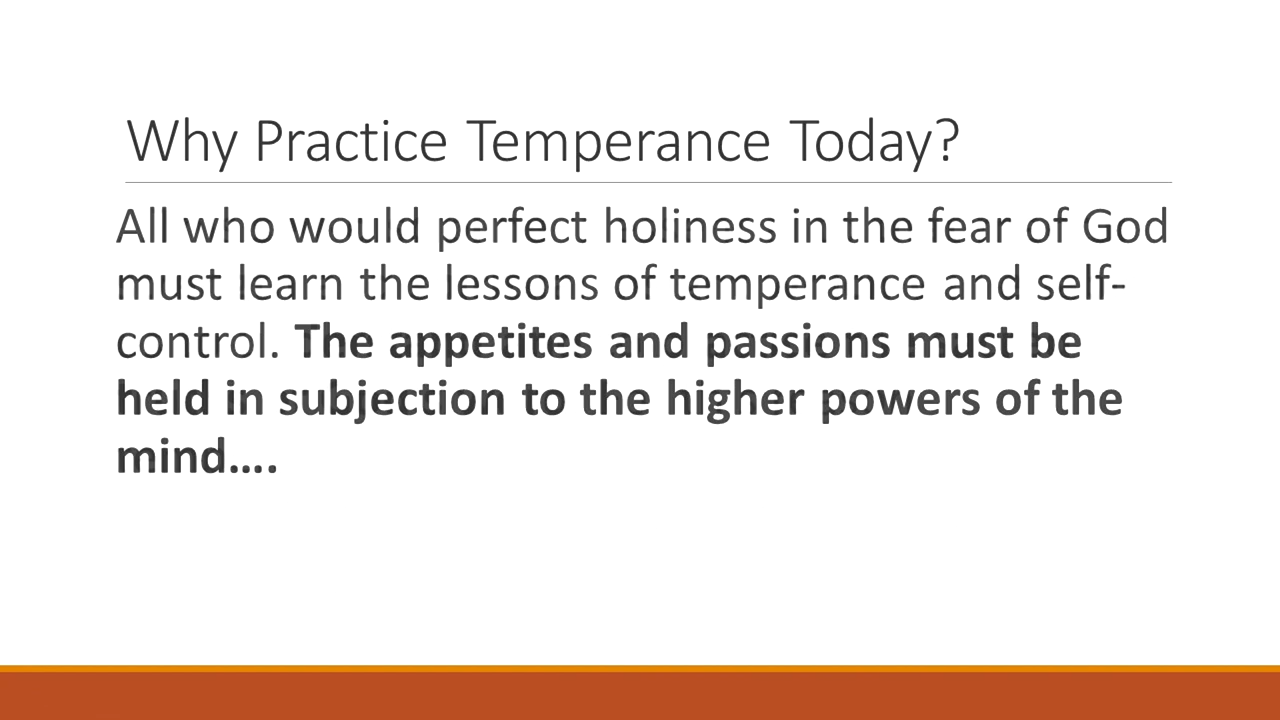 Why Practice Temperance Today?
All who would perfect holiness in the fear of God
must learn the lessons of temperance and self-
control. The appetites and passions must be
held in subjection to the higher powers of the
mind….